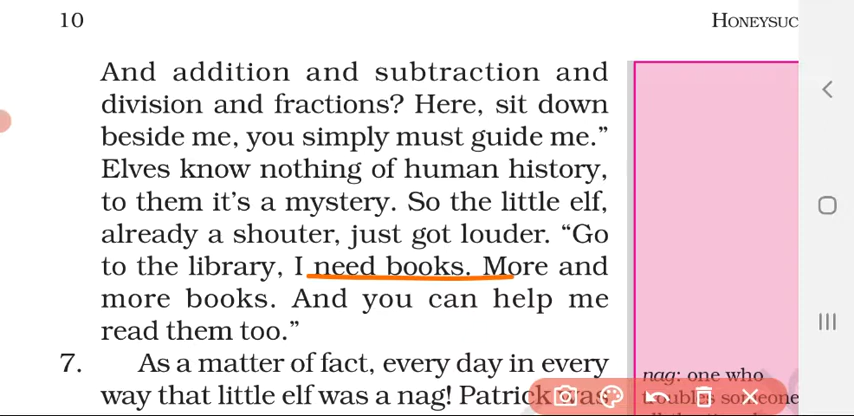 10
HONEYSUC
And addition and subtraction and
division and fractions? Here, sit down
beside me, you simply must guide me.”
Elves know nothing of human history,
to them it’s a mystery. So the little elf,
already a shouter, just got louder. “Go
to the library, I need books. More and
more books. And you can help me
read them too.”
7. As a matter of fact, every day in every
way that little elf was a nag! Patrick was
nag: one who
troubles someone